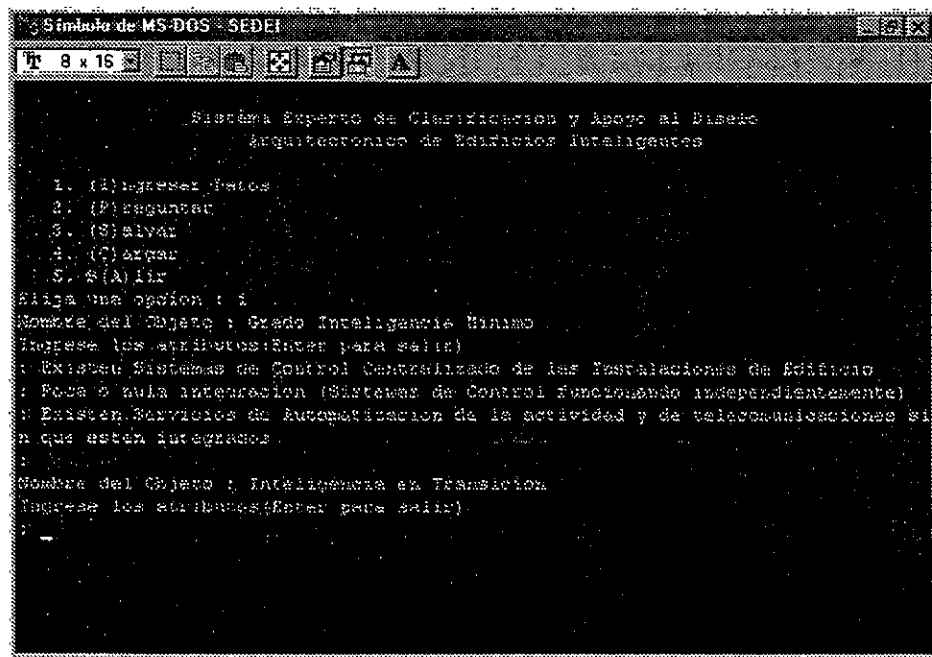 Símbolo de MS-DOS - SEDEI
8 x 16
A
Sistema Experto de Clasificacion y Apoyo al Diseño
Arquitectonico de Edificios Inteligentes
1. (I)ngresar Datos
2. (P)reguntar
3. (S)alvar
4. (C)argar
5. S(A)lir
Elija una opcion : i
Nombre del Objeto : Grado Inteligencia Minimo
Ingrese los atributos(Enter para salir)
: Existen Sistemas de Control Centralizado de las Instalaciones de Edificio
: Poca o nula integracion (Sistemas de Control funcionando independientemente)
: Existen Servicios de Automatizacion de la actividad y de telecomunicaciones si
n que esten integrados
:
Nombre del Objeto : Inteligencia en Transicion
Ingrese los atributos(Enter para salir)
: _